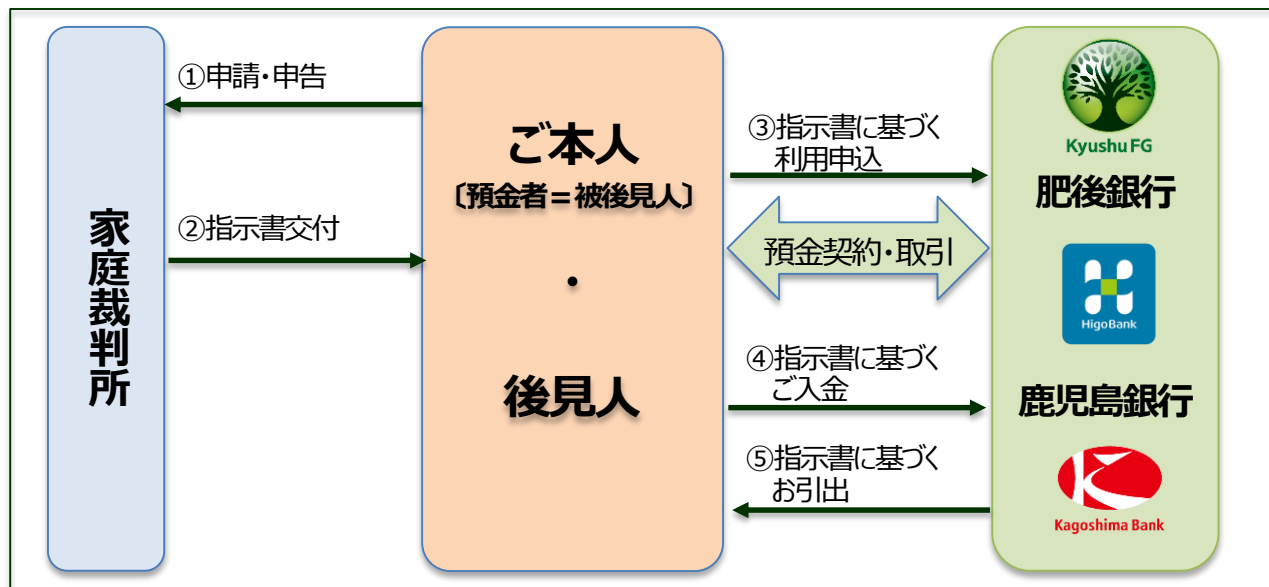 家庭裁判所
①申請・申告
②指示書交付
ご本人
〔預金者＝被後見人〕
・
後見人
③指示書に基づく
利用申込
預金契約・取引
④指示書に基づく
ご入金
⑤指示書に基づく
お引出
Kyushu FG
肥後銀行
HigoBank
鹿児島銀行
Kagoshima Bank